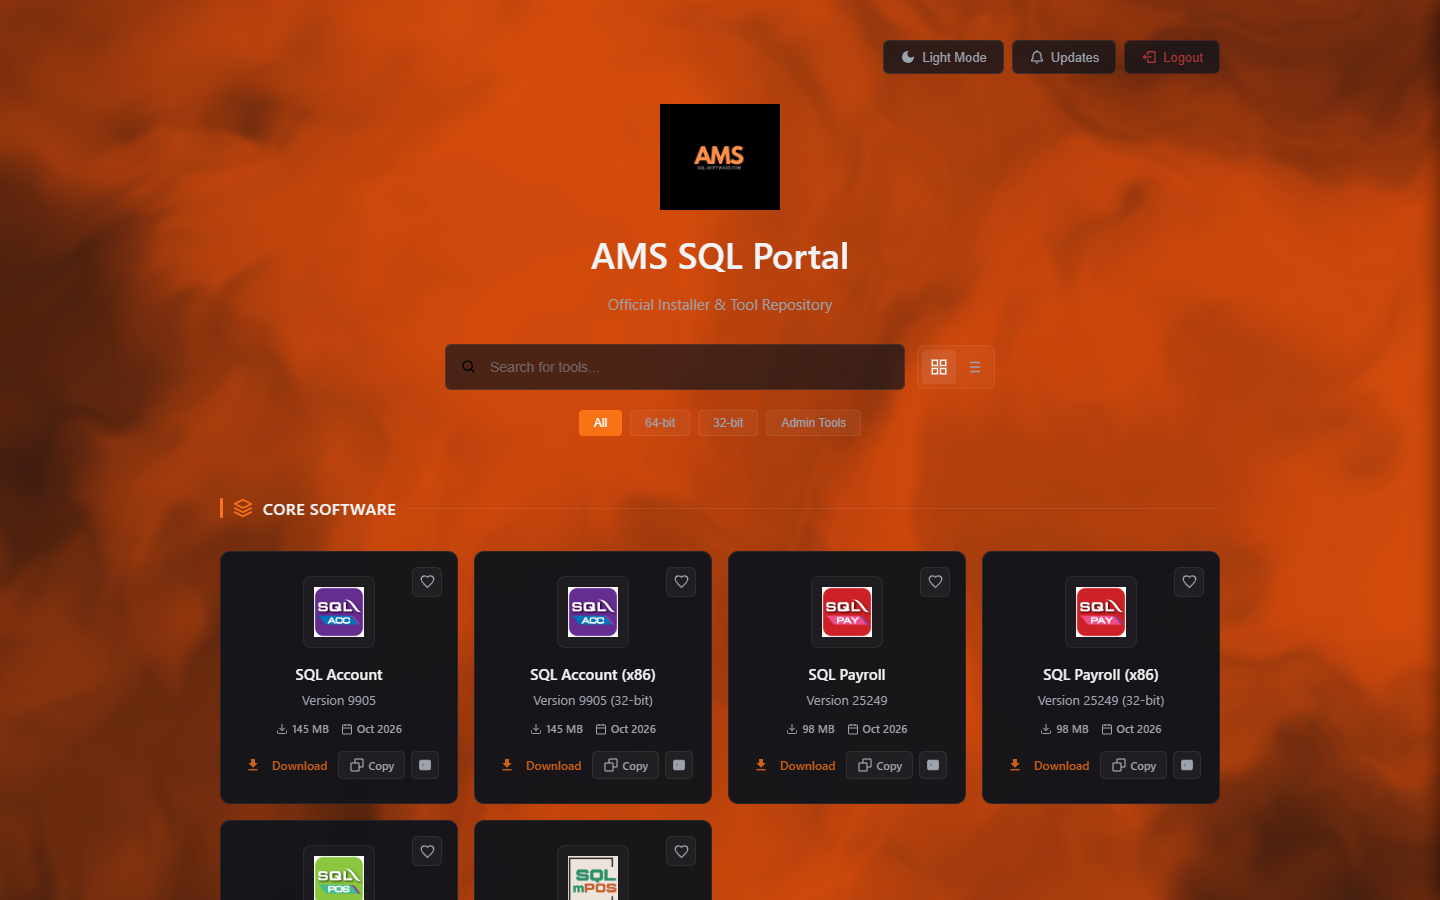 Light Mode
Updates
Logout
AMS
SQL-SOFTWARE.COM
AMS SQL Portal
Official Installer & Tool Repository
Search for tools...
All
64-bit
32-bit
Admin Tools
CORE SOFTWARE
SQL
ACC
SQL Account
Version 9905
145 MB
Oct 2026
Download
Copy
SQL
ACC
SQL Account (x86)
Version 9905 (32-bit)
145 MB
Oct 2026
Download
Copy
SQL
PAY
SQL Payroll
Version 25249
98 MB
Oct 2026
Download
Copy
SQL
PAY
SQL Payroll (x86)
Version 25249 (32-bit)
98 MB
Oct 2026
Download
Copy
SQL
POS
SQL
mPOS